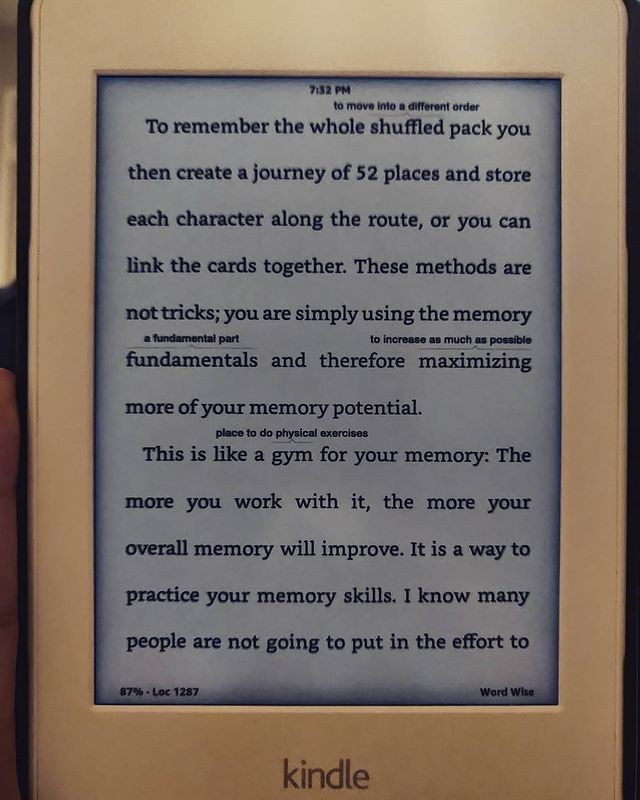 7:32 PM
to move into a different order
To remember the whole shuffled pack you
then create a journey of 52 places and store
each character along the route, or you can
link the cards together. These methods are
not tricks; you are simply using the memory
a fundamental part to increase as much as possible
fundamentals and therefore maximizing
more of your memory potential.
place to do physical exercises
This is like a gym for your memory: The
more you work with it, the more your
overall memory will improve. It is a way to
practice your memory skills. I know many
people are not going to put in the effort to
87% · Loc 1287 Word Wise
kindle